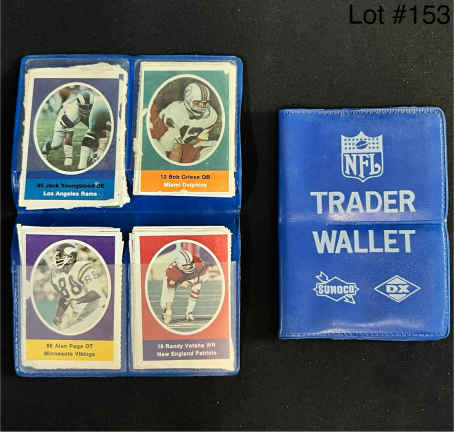 Lot #153
85 Jack Youngblood DE
Los Angeles Rams
12 Bob Griese QB
Miami Dolphins
88 Alan Page DT
Minnesota Vikings
18 Randy Vataha WR
New England Patriots
NFL
TRADER
WALLET
SUNOCO
DX